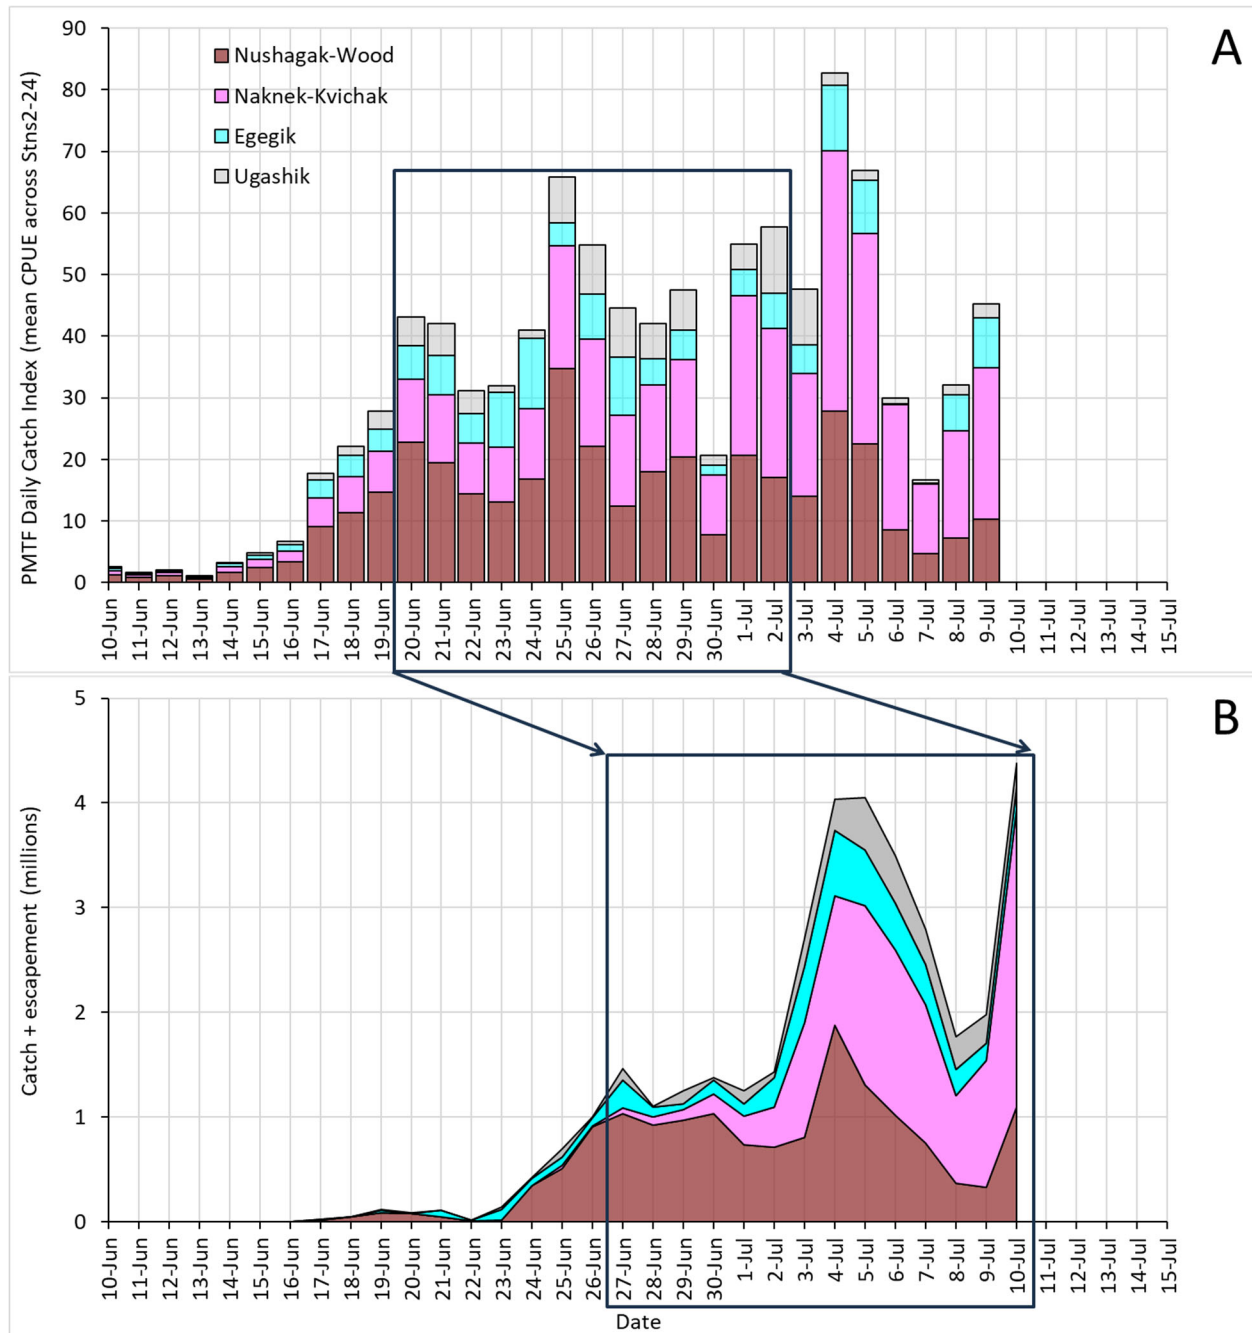 A
PMTF Daily Catch Index (mean CPUE across Stns2-24)
90
80
70
60
50
40
30
20
10
0
Nushagak-Wood
Naknek-Kvichak
Egegik
Ugashik
10-Jun
11-Jun
12-Jun
13-Jun
14-Jun
15-Jun
16-Jun
17-Jun
18-Jun
19-Jun
20-Jun
21-Jun
22-Jun
23-Jun
24-Jun
25-Jun
26-Jun
27-Jun
28-Jun
29-Jun
30-Jun
1-Jul
2-Jul
3-Jul
4-Jul
5-Jul
6-Jul
7-Jul
8-Jul
9-Jul
10-Jul
11-Jul
12-Jul
13-Jul
14-Jul
15-Jul
B
Catch + escapement (millions)
5
4
3
2
1
0
10-Jun
11-Jun
12-Jun
13-Jun
14-Jun
15-Jun
16-Jun
17-Jun
18-Jun
19-Jun
20-Jun
21-Jun
22-Jun
23-Jun
24-Jun
25-Jun
26-Jun
27-Jun
28-Jun
29-Jun
30-Jun
1-Jul
2-Jul
3-Jul
4-Jul
5-Jul
6-Jul
7-Jul
8-Jul
9-Jul
10-Jul
11-Jul
12-Jul
13-Jul
14-Jul
15-Jul
Date